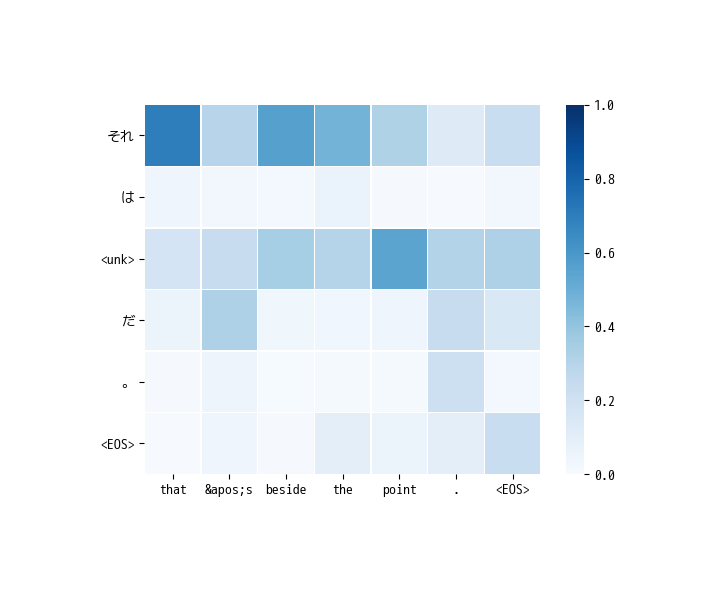 それ
は
<unk>
だ
。
<EOS>
that &apos;s beside the point . <EOS>
1.0
0.8
0.6
0.4
0.2
0.0